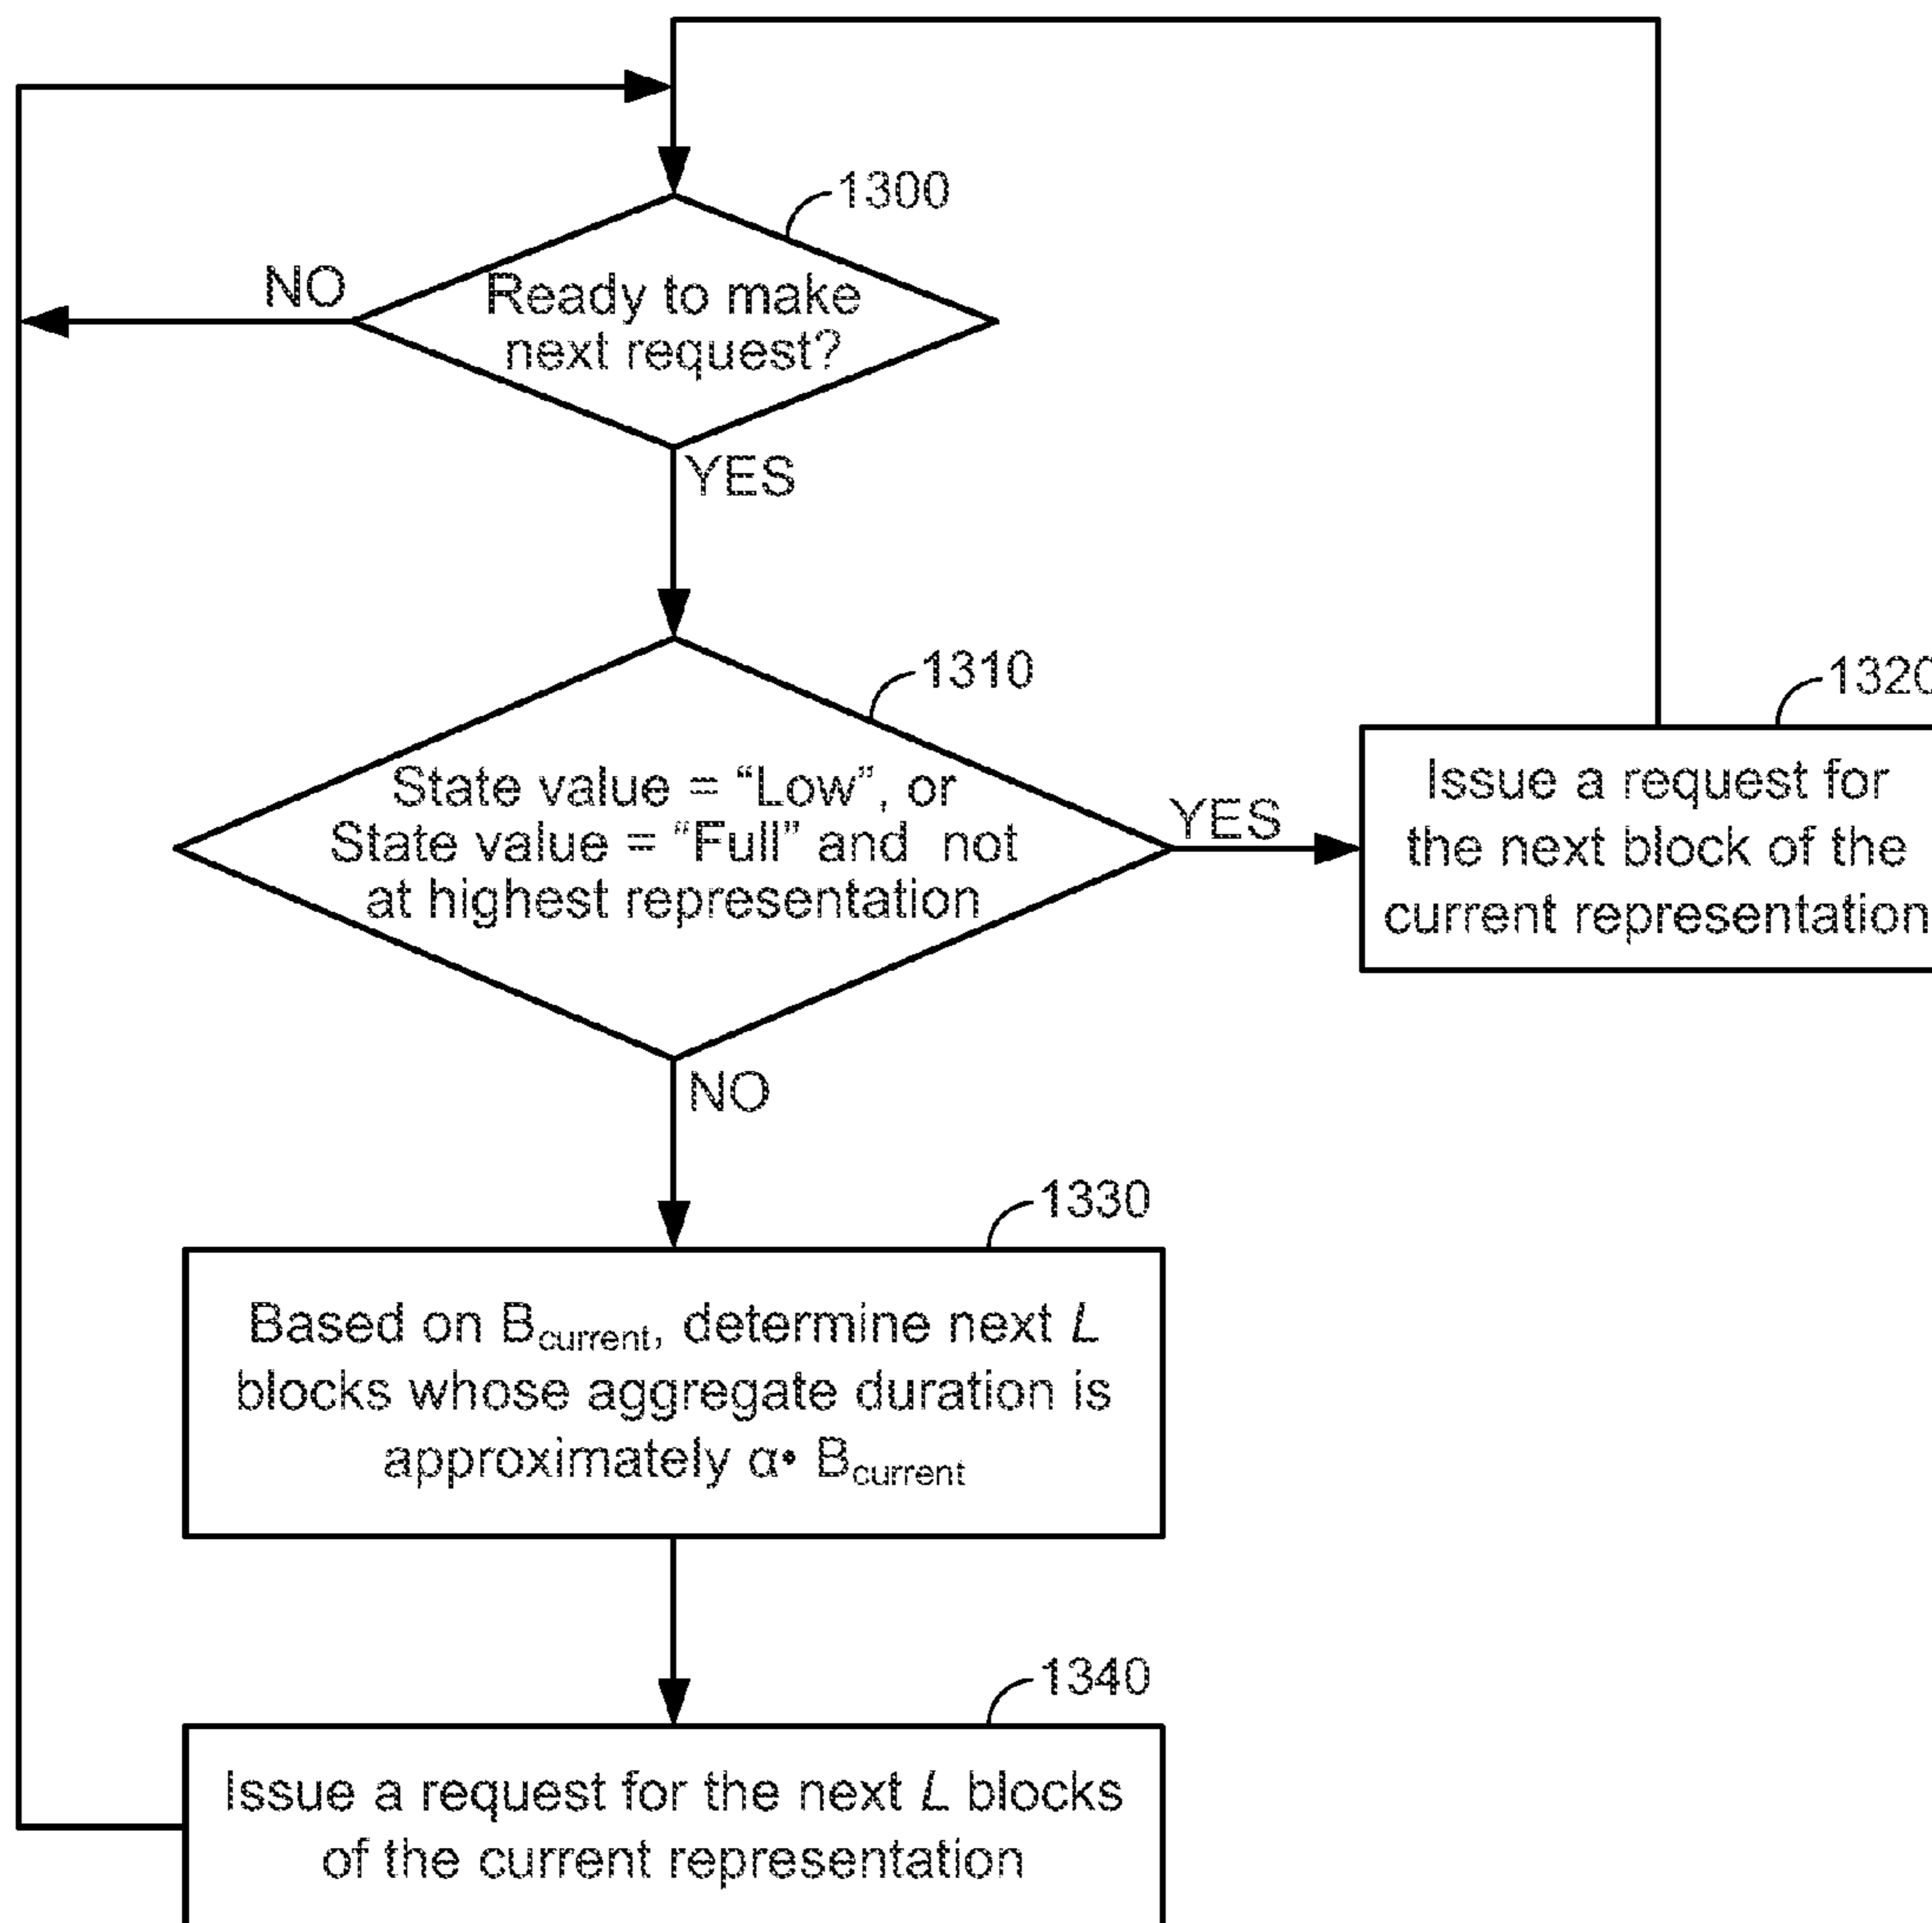 1300
NO
Ready to make
next request?
YES
1310
State value = “Low”, or
State value = “Full” and not
at highest representation
YES
1320
Issue a request for
the next block of the
current representation
NO
1330
Based on Bcurrent, determine next L
blocks whose aggregate duration is
approximately α• Bcurrent
1340
Issue a request for the next L blocks
of the current representation